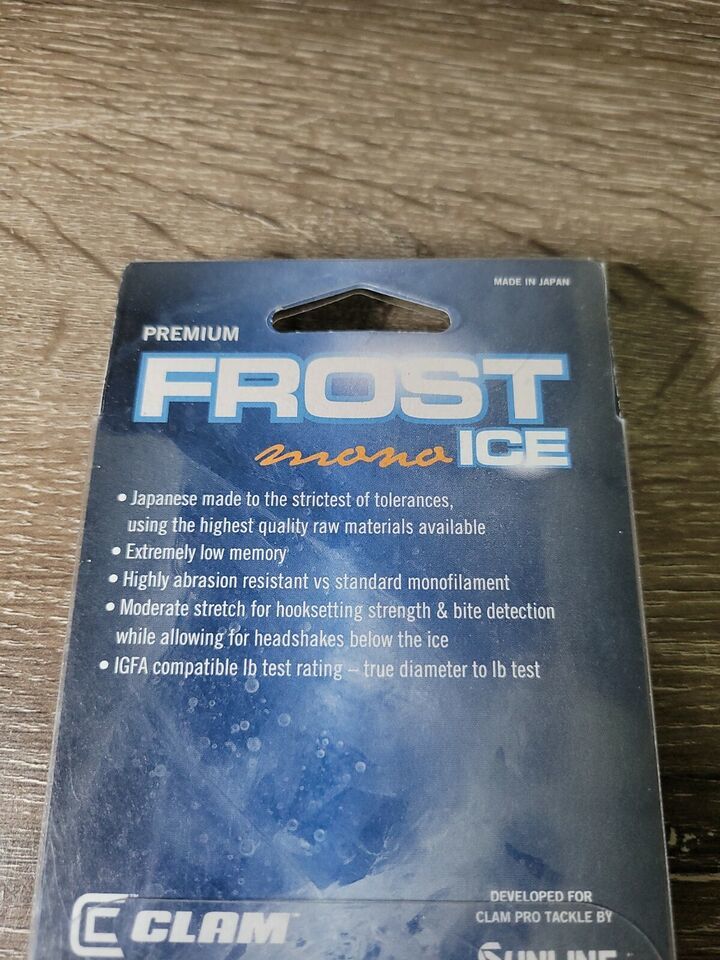 MADE IN JAPAN
PREMIUM
FROST
mono ICE
• Japanese made to the strictest of tolerances,
using the highest quality raw materials available
• Extremely low memory
• Highly abrasion resistant vs standard monofilament
• Moderate stretch for hooksetting strength & bite detection
while allowing for headshakes below the ice
• IGFA compatible lb test rating – true diameter to lb test
CLAM™
DEVELOPED FOR
CLAM PRO TACKLE BY
SUNLINE